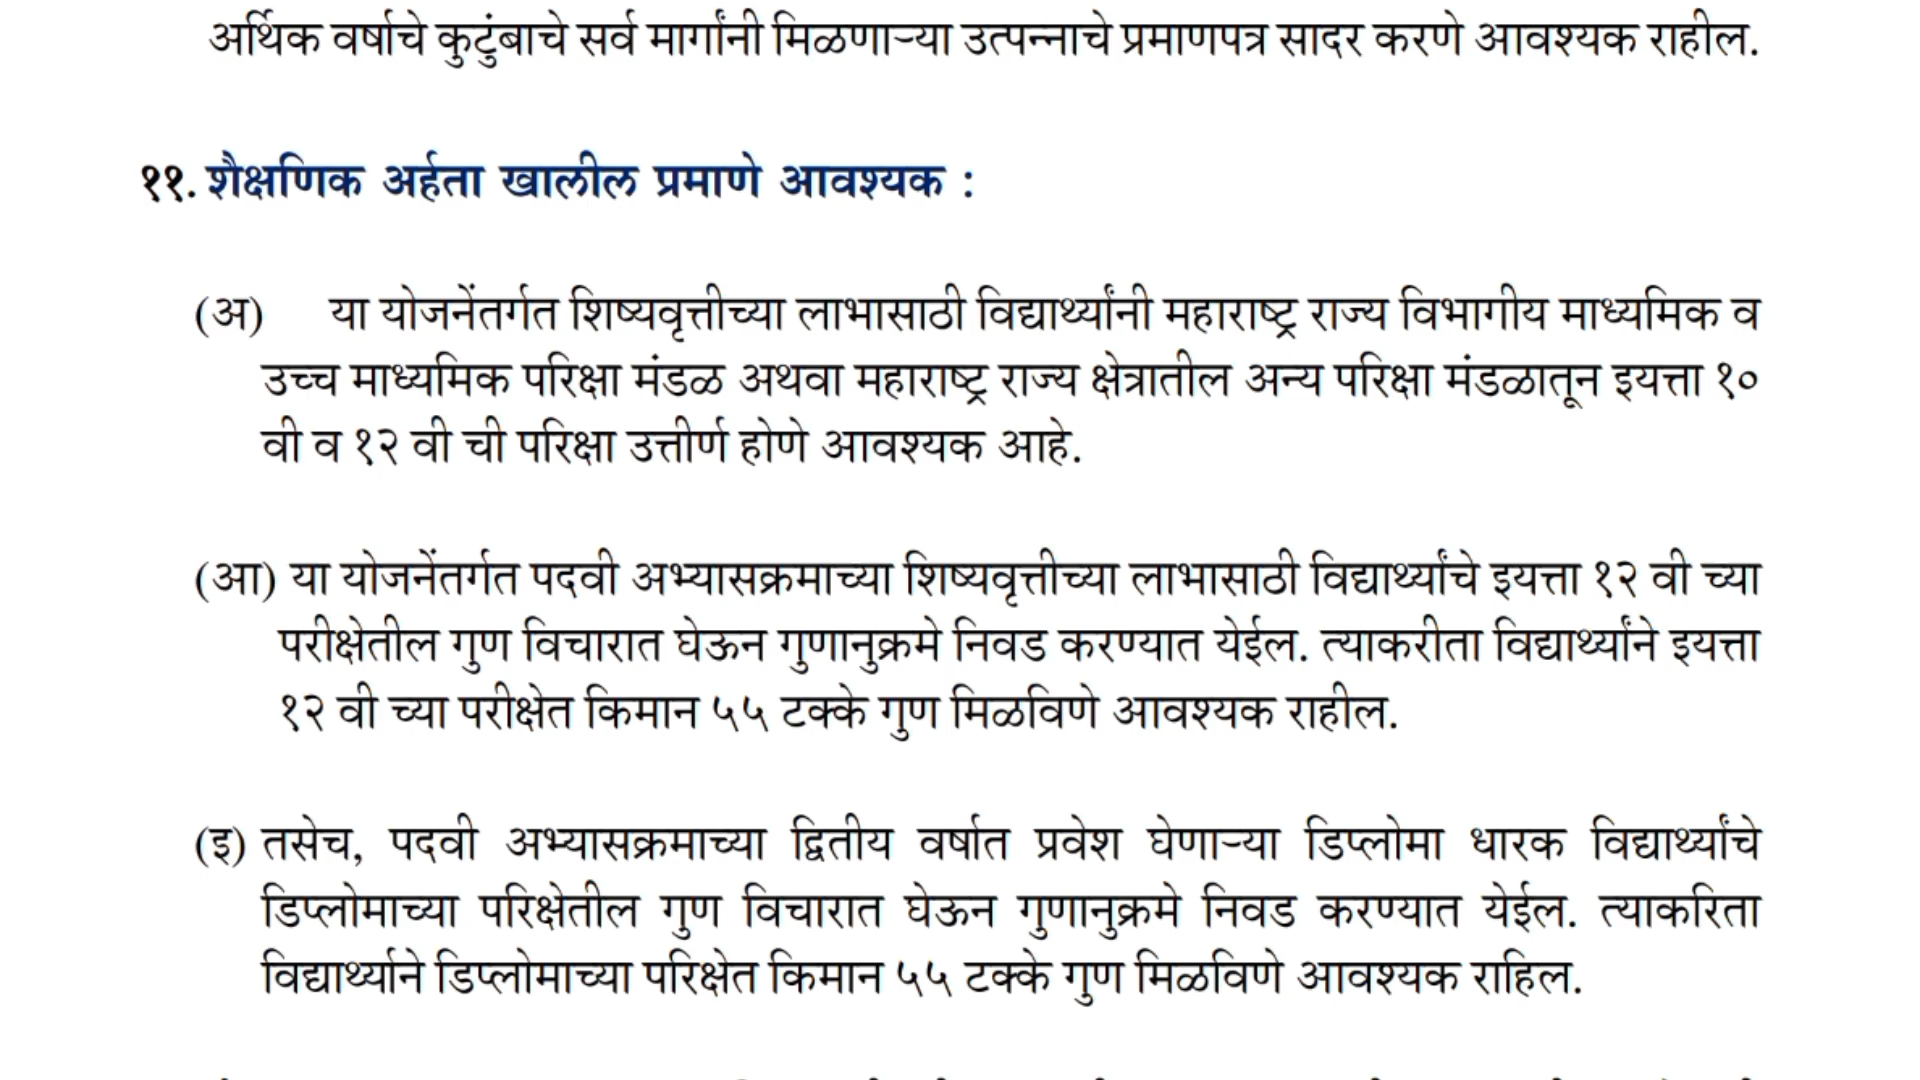 आर्थिक वर्षाचे कुटुंबाचे सर्व मार्गांनी मिळणाऱ्या उत्पन्नाचे प्रमाणपत्र सादर करणे आवश्यक राहील.
११. शैक्षणिक अर्हता खालील प्रमाणे आवश्यक :
(अ) या योजनेंतर्गत शिष्यवृत्तीच्या लाभासाठी विद्यार्थ्यांनी महाराष्ट्र राज्य विभागीय माध्यमिक व
उच्च माध्यमिक परिक्षा मंडळ अथवा महाराष्ट्र राज्य क्षेत्रातील अन्य परिक्षा मंडळातून इयत्ता १०
वी व १२ वी ची परिक्षा उत्तीर्ण होणे आवश्यक आहे.
(आ) या योजनेंतर्गत पदवी अभ्यासक्रमाच्या शिष्यवृत्तीच्या लाभासाठी विद्यार्थ्यांचे इयत्ता १२ वी च्या
परीक्षेतील गुण विचारात घेऊन गुणानुक्रमे निवड करण्यात येईल. त्याकरीता विद्यार्थ्यांने इयत्ता
१२ वी च्या परीक्षेत किमान ५५ टक्के गुण मिळविणे आवश्यक राहील.
(इ) तसेच, पदवी अभ्यासक्रमाच्या द्वितीय वर्षात प्रवेश घेणाऱ्या डिप्लोमा धारक विद्यार्थ्यांचे
डिप्लोमाच्या परिक्षेतील गुण विचारात घेऊन गुणानुक्रमे निवड करण्यात येईल. त्याकरिता
विद्यार्थ्याने डिप्लोमाच्या परिक्षेत किमान ५५ टक्के गुण मिळविणे आवश्यक राहिल.